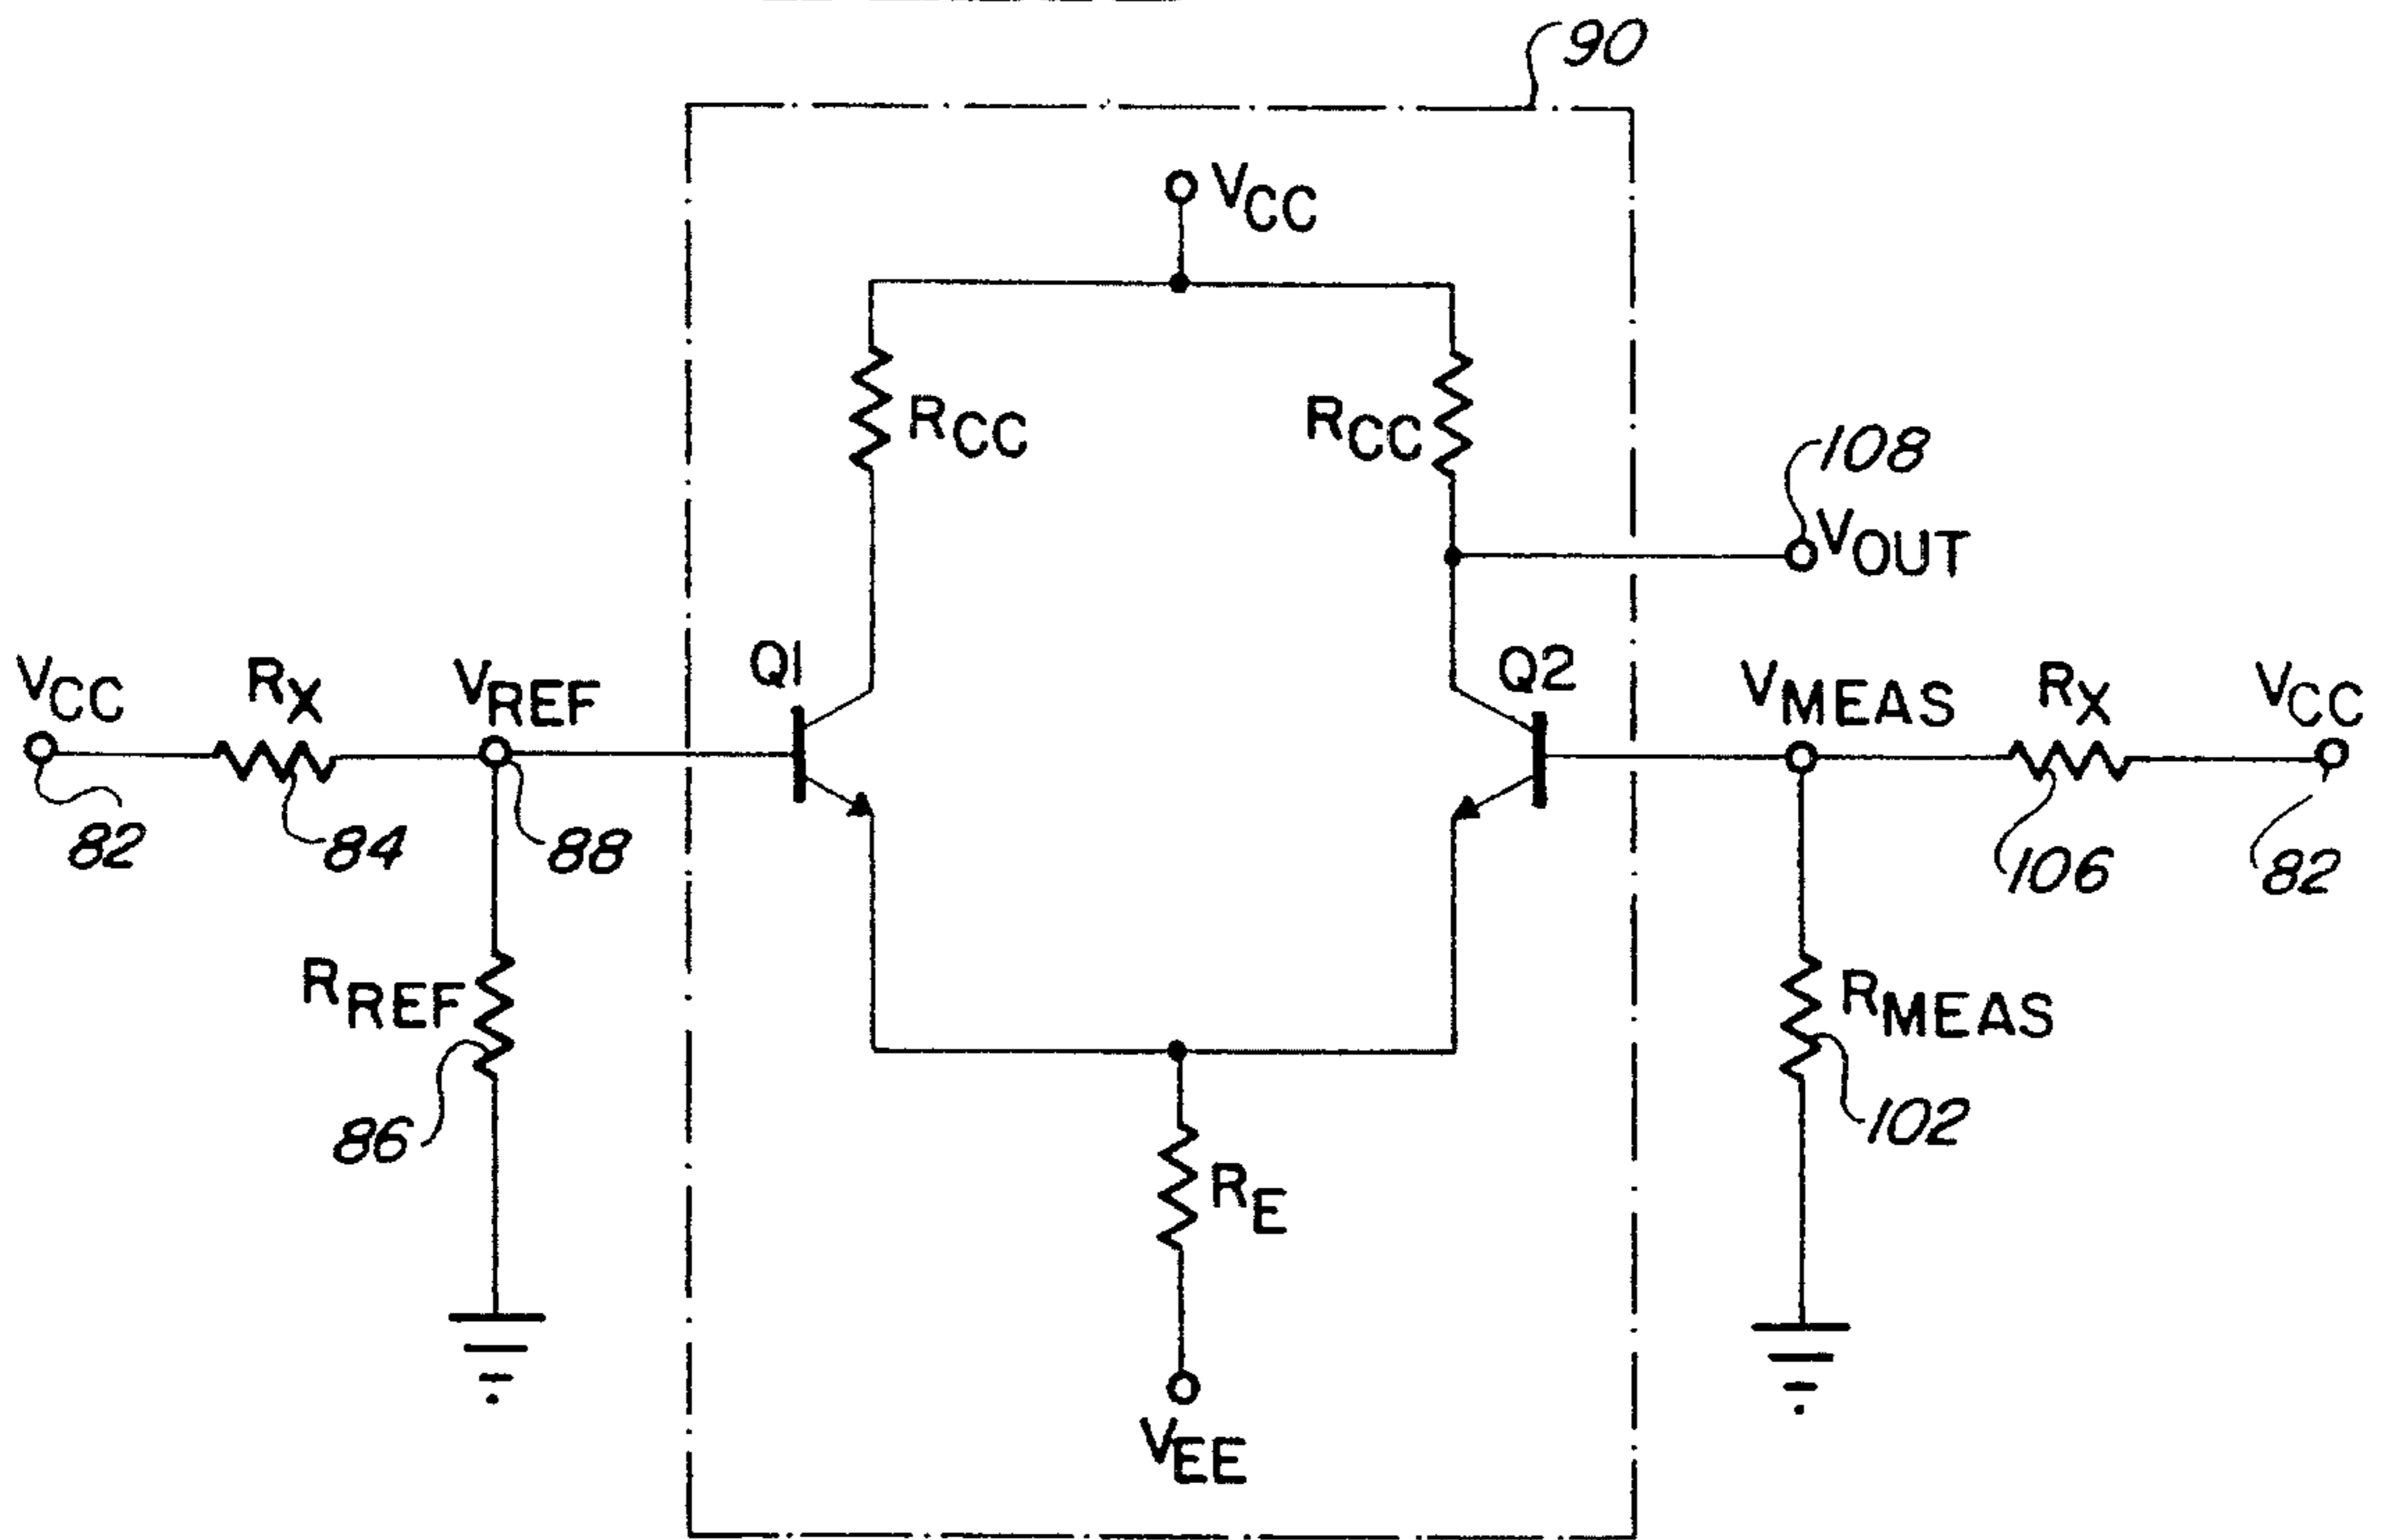 90
VCC
RCC
RCC
108
VOUT
Q1
Q2
VCC
RX
VREF
VMEAS
RX
VCC
82
84
88
106
82
RREF
RMEAS
86
102
RE
VEE